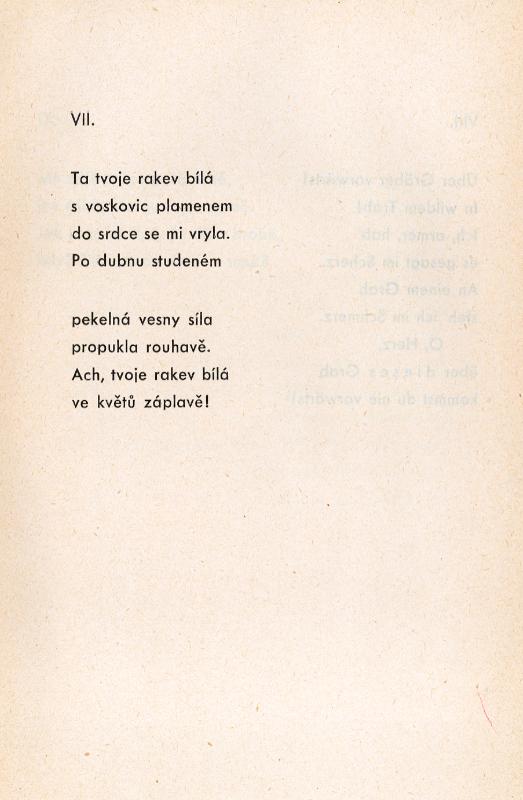 VII.
Ta tvoje rakev bílá
s voskovic plamenem
do srdce se mi vryla.
Po dubnu studeném
pekelná vesny síla
propukla rouhavě.
Ach, tvoje rakev bílá
ve květů záplavě!